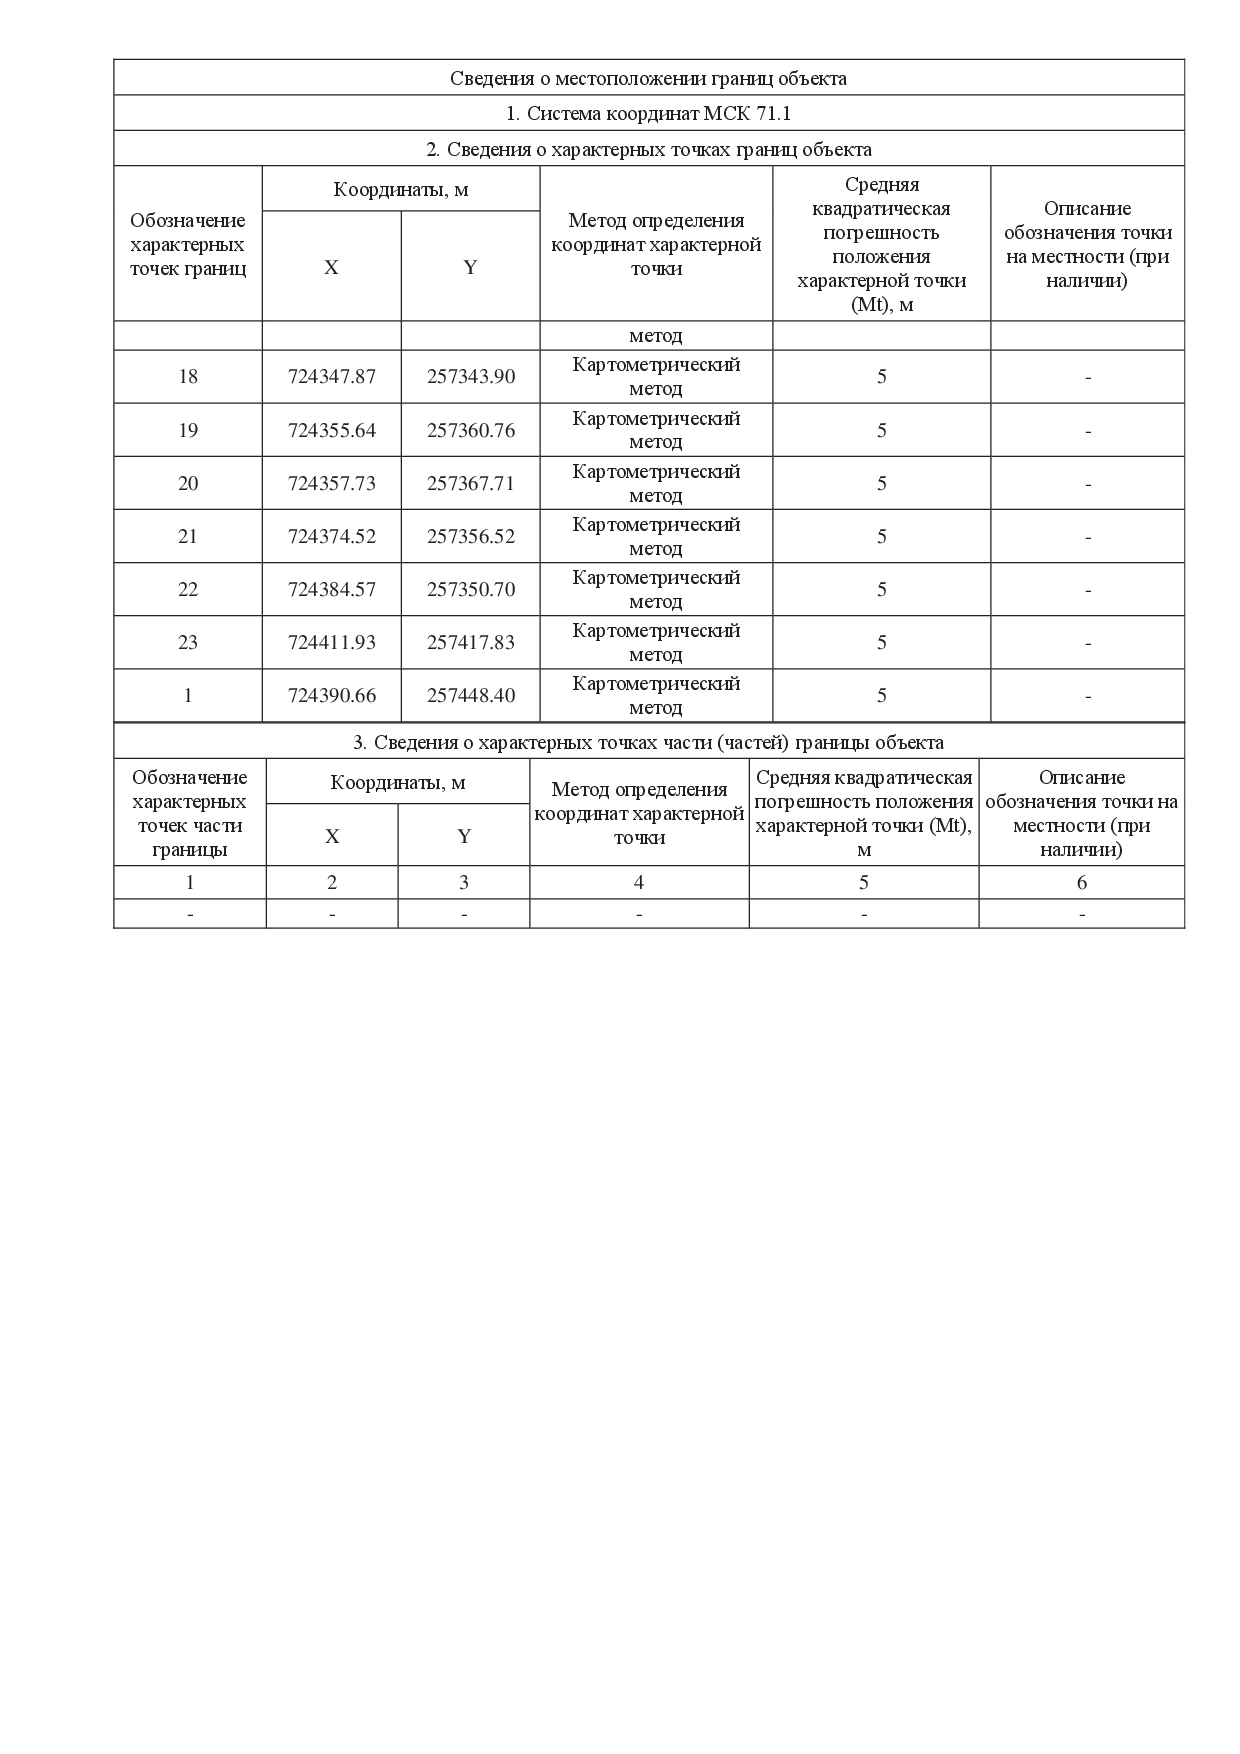 Сведения о местоположении границ объекта
1. Система координат МСК 71.1
2. Сведения о характерных точках границ объекта
Обозначение
характерных
точек границ
Координаты, м
X
Y
Метод определения
координат характерной
точки
Средняя
квадратическая
погрешность
положения
характерной точки
(Mt), м
Описание
обозначения точки
на местности (при
наличии)
метод
18 724347.87 257343.90 Картометрический
метод 5 -
19 724355.64 257360.76 Картометрический
метод 5 -
20 724357.73 257367.71 Картометрический
метод 5 -
21 724374.52 257356.52 Картометрический
метод 5 -
22 724384.57 257350.70 Картометрический
метод 5 -
23 724411.93 257417.83 Картометрический
метод 5 -
1 724390.66 257448.40 Картометрический
метод 5 -
3. Сведения о характерных точках части (частей) границы объекта
Обозначение
характерных
точек части
границы
Координаты, м
X
Y
Метод определения
координат характерной
точки
Средняя квадратическая
погрешность положения
характерной точки (Mt),
м
Описание
обозначения точки на
местности (при
наличии)
1 2 3 4 5 6
- - - - - -